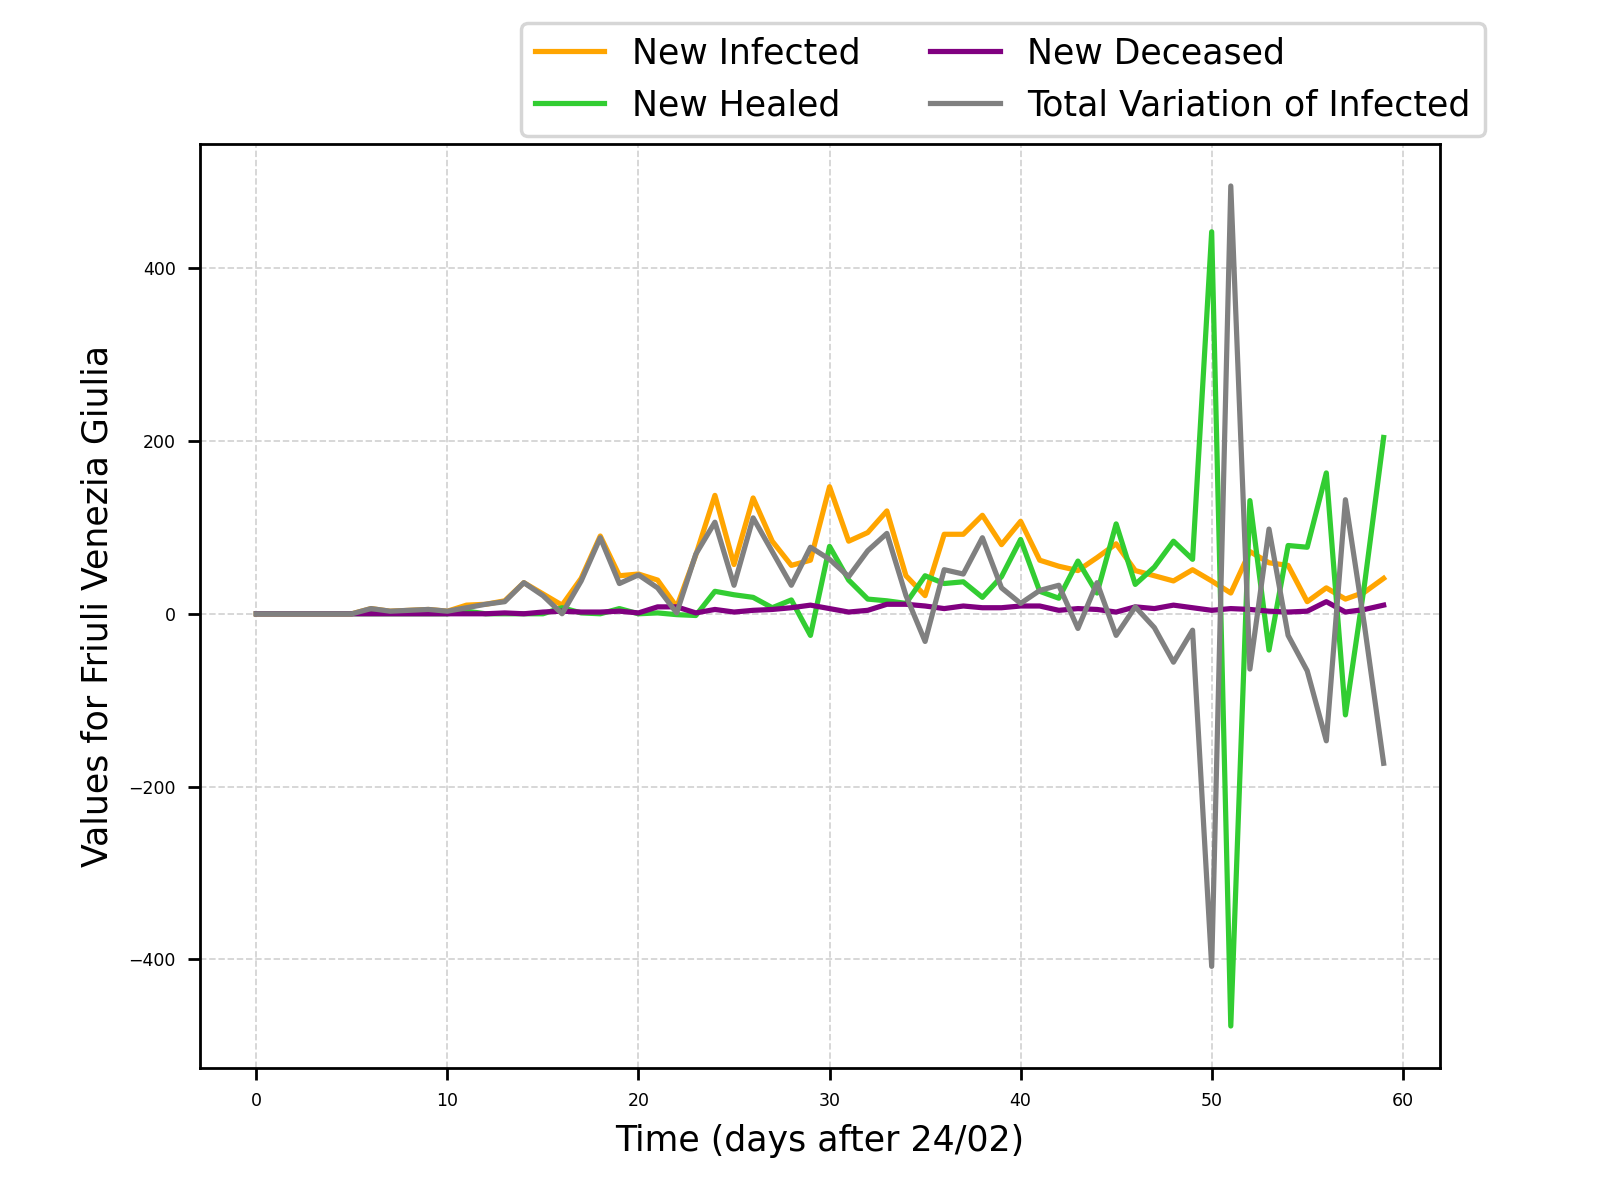 New Infected
New Healed
New Deceased
Total Variation of Infected
Values for Friuli Venezia Giulia
400
200
0
−200
−400
0 10 20 30 40 50 60
Time (days after 24/02)